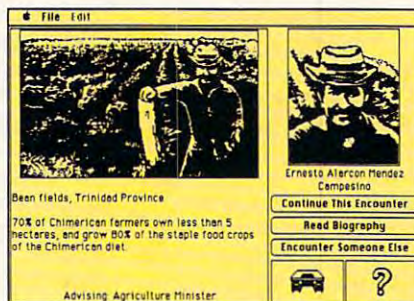 File Edit
Bean fields, Trinidad Province
70% of Chimerican farmers own less than 5
hectares, and grow 80% of the staple food crops
of the Chimerican diet.
Advising: Agriculture Minister
Ernesto Alarcon Mendez
Campesino
Continue This Encounter
Read Biography
Encounter Someone Else
?